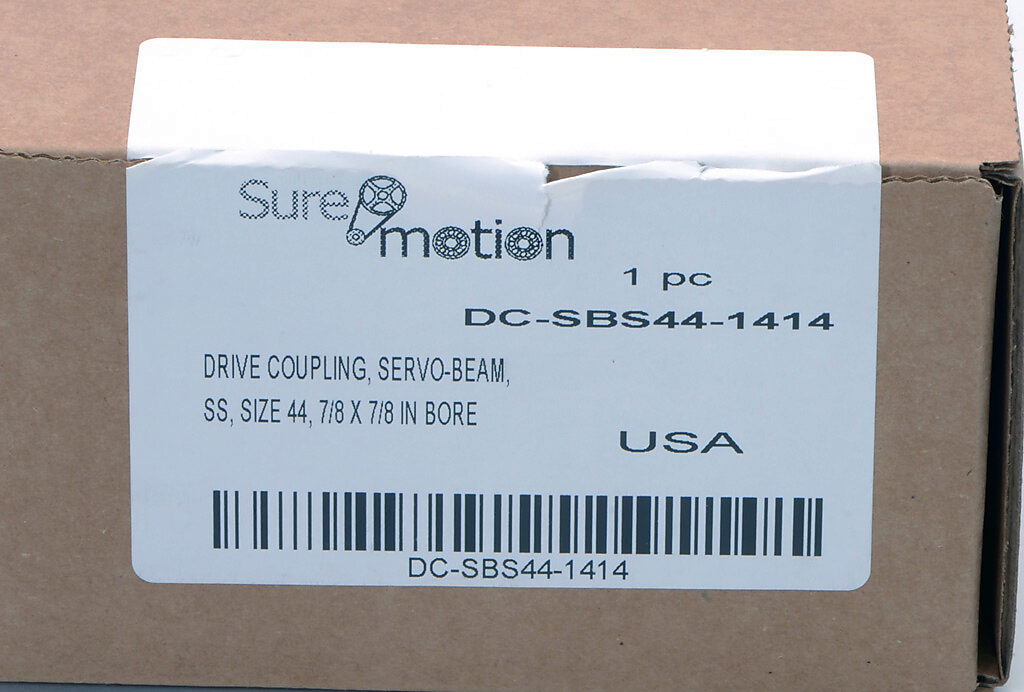 Sure
motion
1 pc
DC-SBS44-1414
DRIVE COUPLING, SERVO-BEAM,
SS, SIZE 44, 7/8 X 7/8 IN BORE
USA
DC-SBS44-1414